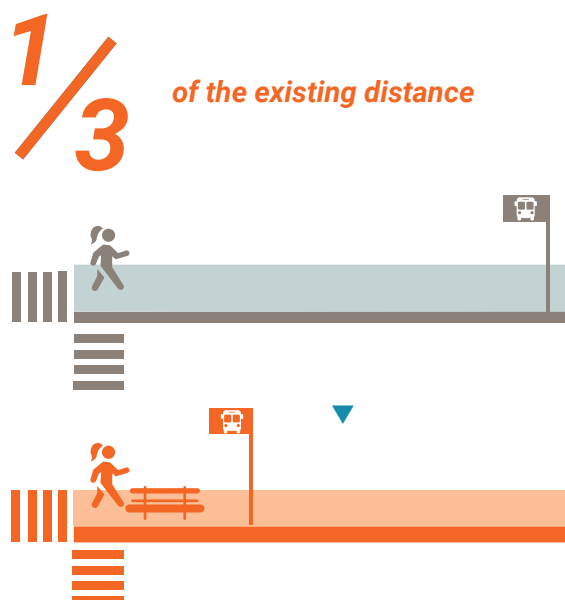 1/3
of the existing distance